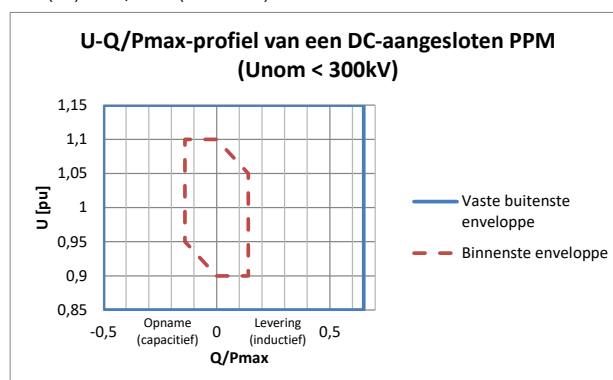 U-Q/Pmax-profiel van een DC-aangesloten PPM
(Unom < 300kV)
1,15
1,1
1,05
1
0,95
0,9
0,85
U [pu]
-0,5
0
0,5
Opname
(capacitief)
Levering
(inductief)
Q/Pmax
Vaste buitenste
enveloppe
Binnenste enveloppe